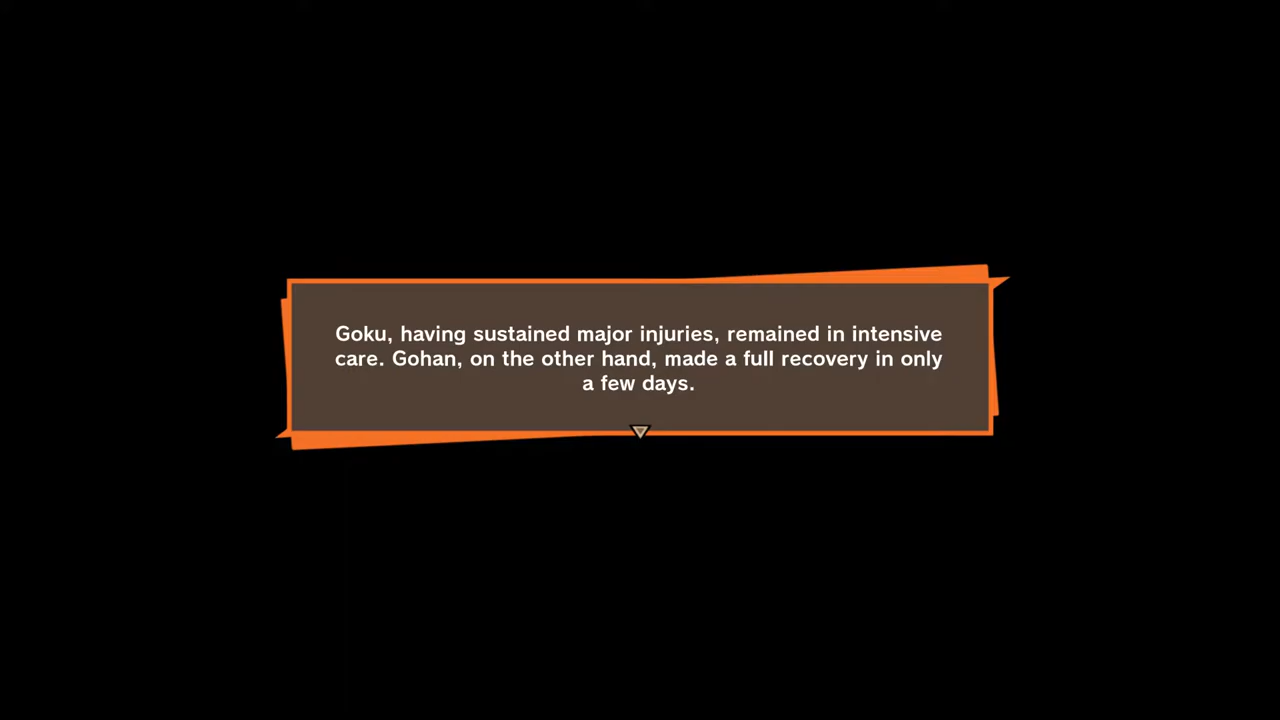 Goku, having sustained major injuries, remained in intensive
care. Gohan, on the other hand, made a full recovery in only
a few days.